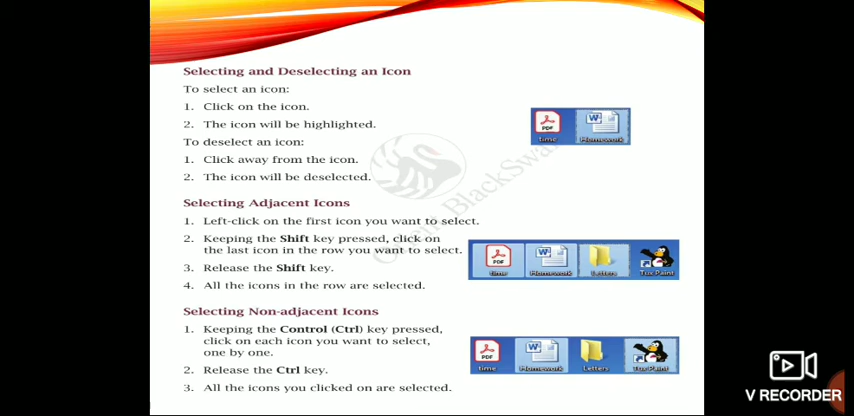 Selecting and Deselecting an Icon
To select an icon:
1. Click on the icon.
2. The icon will be highlighted.
To deselect an icon:
1. Click away from the icon.
2. The icon will be deselected.
PDF
time
W
Homework
Selecting Adjacent Icons
1. Left-click on the first icon you want to select.
2. Keeping the Shift key pressed, click on
the last icon in the row you want to select.
3. Release the Shift key.
4. All the icons in the row are selected.
PDF
time
W
Homework
Letters
Tux Paint
Selecting Non-adjacent Icons
1. Keeping the Control (Ctrl) key pressed,
click on each icon you want to select,
one by one.
2. Release the Ctrl key.
3. All the icons you clicked on are selected.
PDF
time
W
Homework
Letters
Tux Paint
BlackSwan
V RECORDER